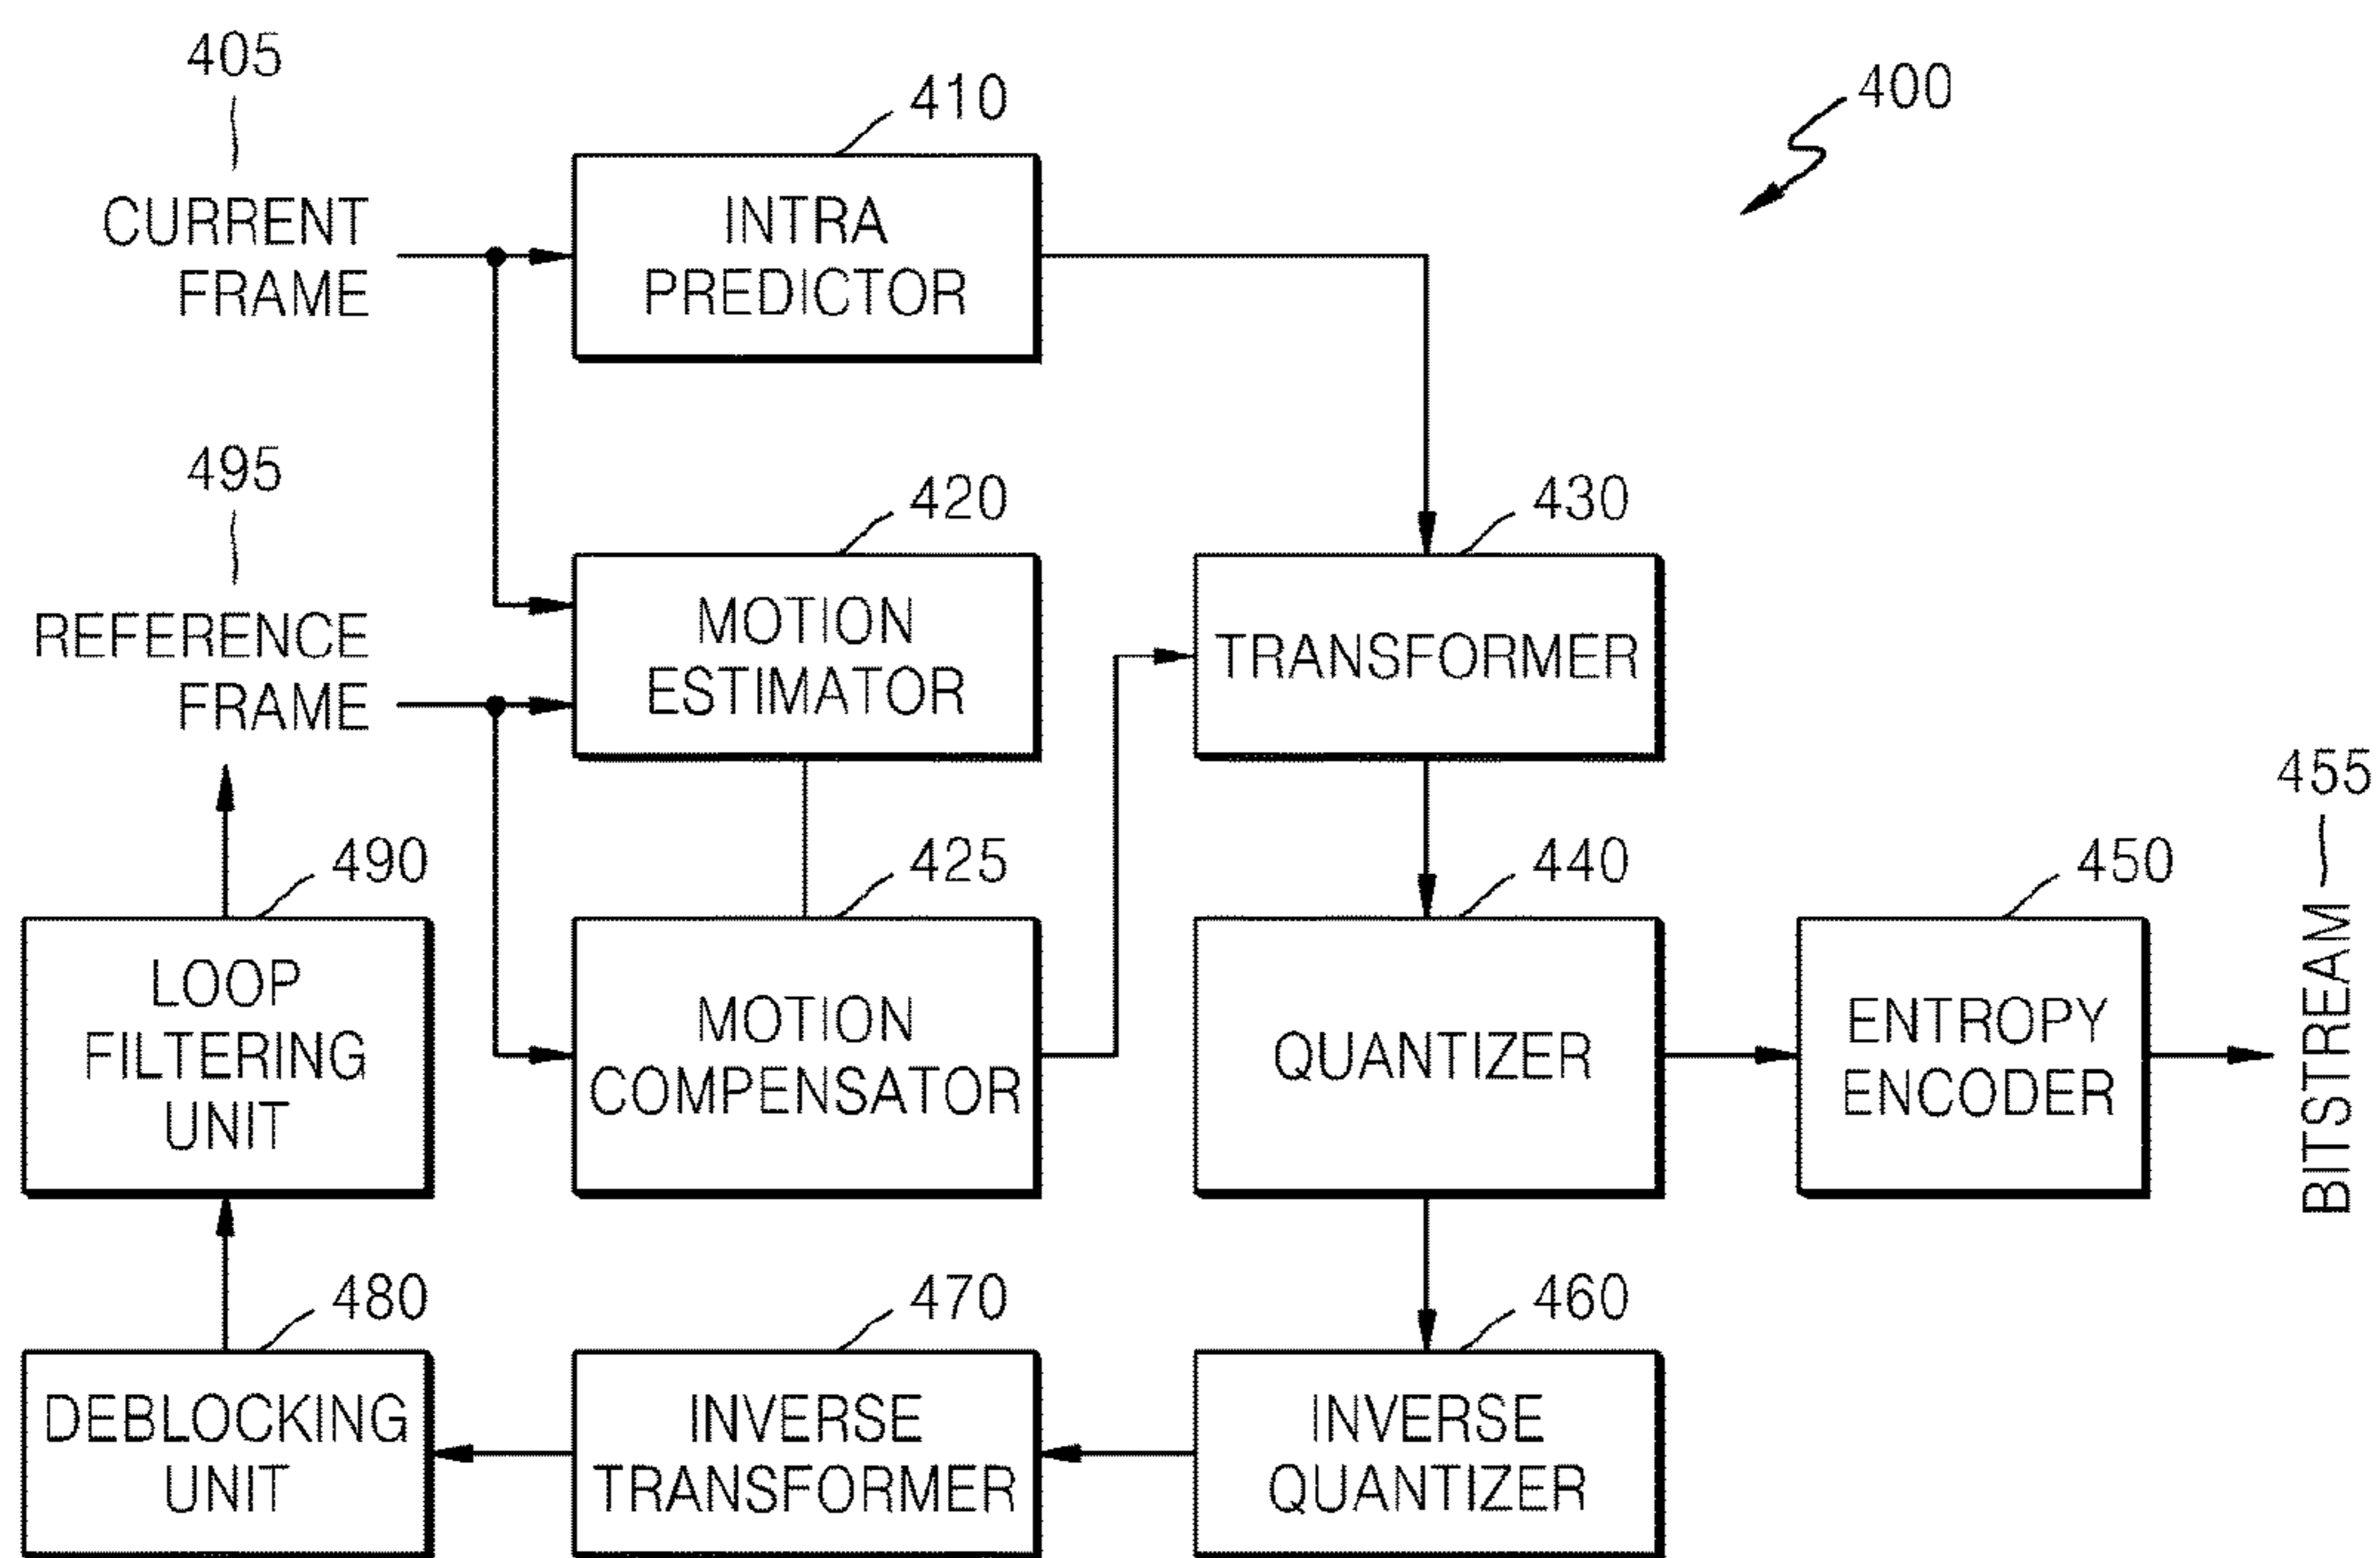 405
410
400
CURRENT
FRAME
INTRA
PREDICTOR
495
420
430
REFERENCE
FRAME
MOTION
ESTIMATOR
TRANSFORMER
455
490
425
440
450
LOOP
FILTERING
UNIT
MOTION
COMPENSATOR
QUANTIZER
ENTROPY
ENCODER
BITSTREAM
480
470
460
DEBLOCKING
UNIT
INVERSE
TRANSFORMER
INVERSE
QUANTIZER